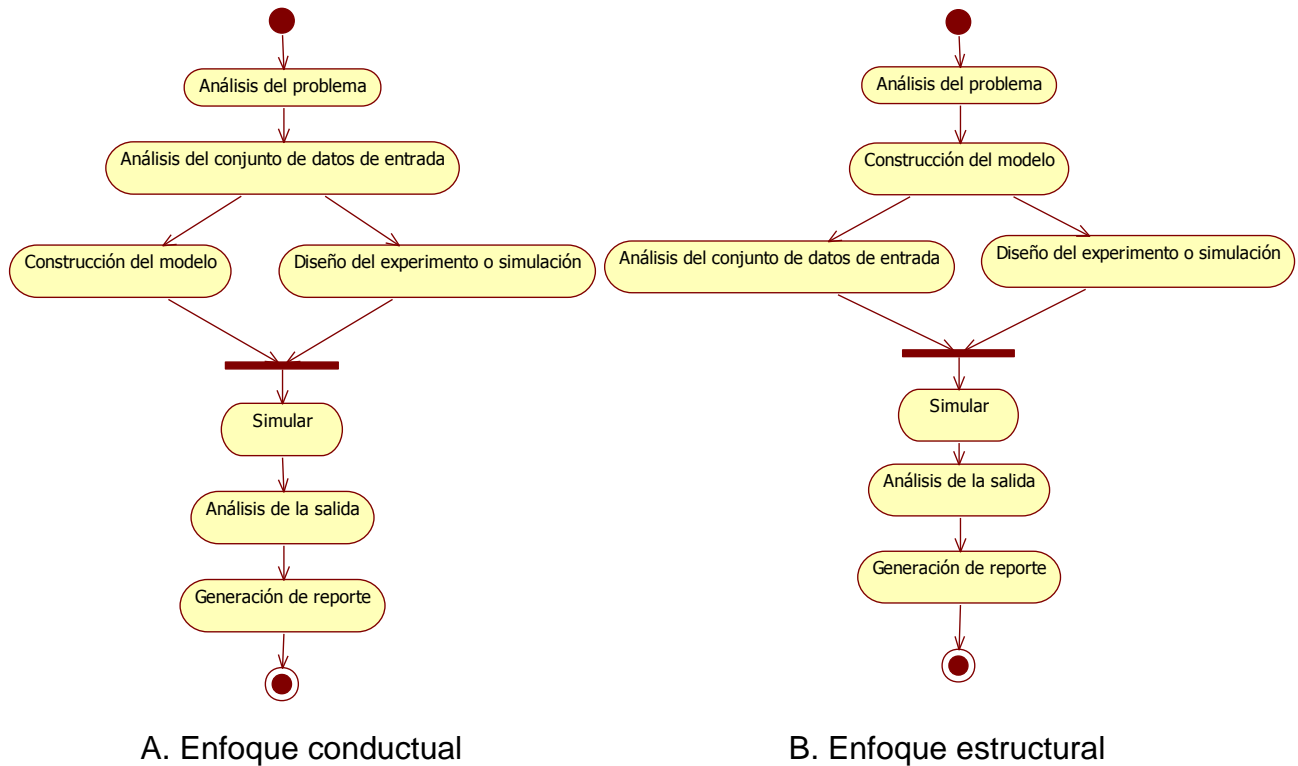 Análisis del problema
Análisis del conjunto de datos de entrada
Construcción del modelo
Diseño del experimento o simulación
Simular
Análisis de la salida
Generación de reporte
A. Enfoque conductual
Análisis del problema
Construcción del modelo
Análisis del conjunto de datos de entrada
Diseño del experimento o simulación
Simular
Análisis de la salida
Generación de reporte
B. Enfoque estructural